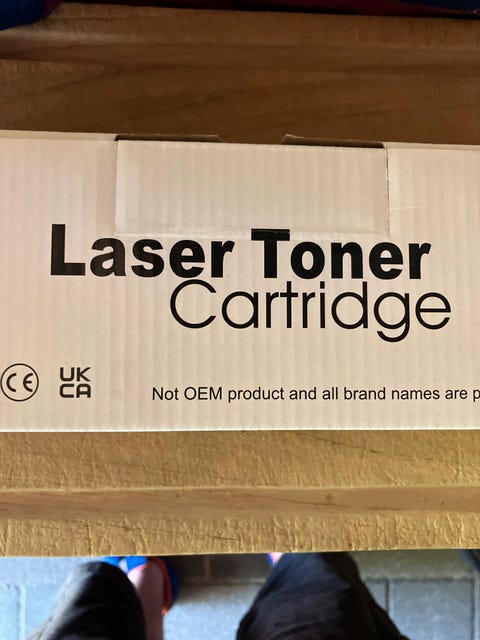 Laser Toner
Cartridge
CE
UK
CA
Not OEM product and all brand names are